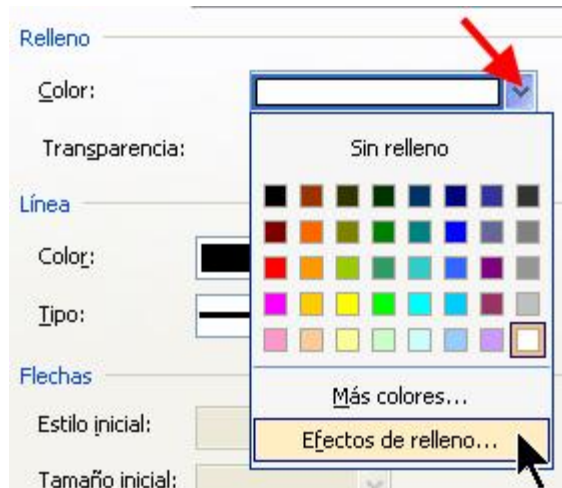 Relleno
Color:
Transparencia:
Sin relleno
Línea
Color:
Tipo:
Flechas
Más colores...
Estilo inicial:
Efectos de relleno...
Tamaño inicial: